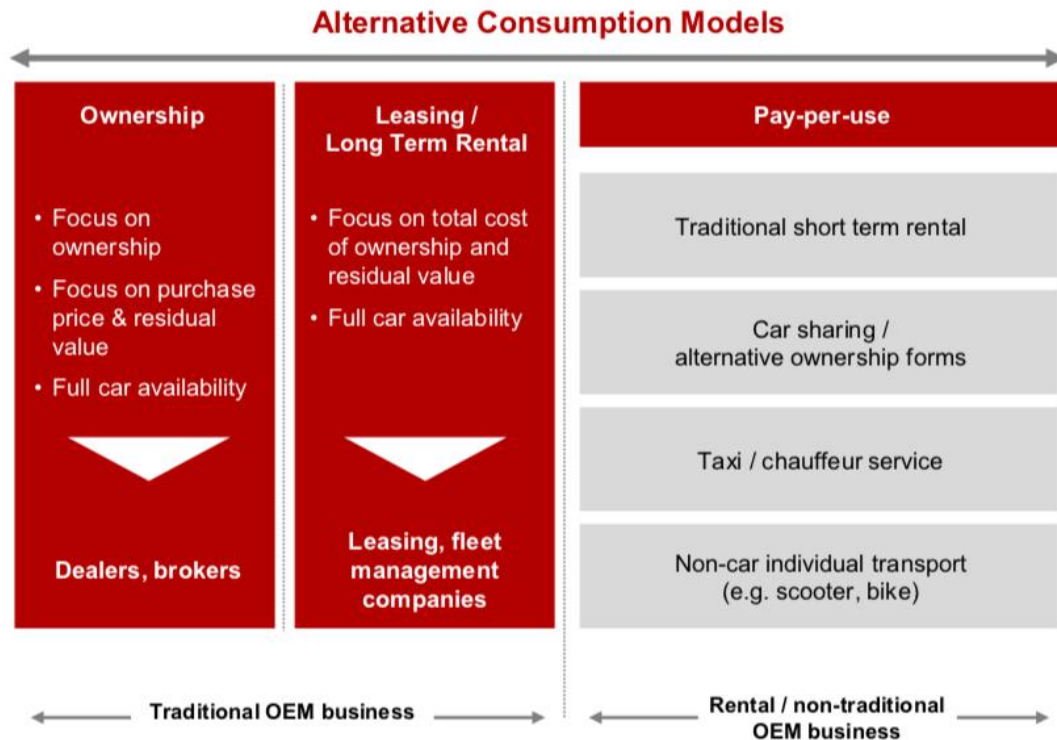 Alternative Consumption Models
Ownership
• Focus on
ownership
• Focus on purchase
price & residual
value
• Full car availability
Dealers, brokers
Leasing /
Long Term Rental
• Focus on total cost
of ownership and
residual value
• Full car availability
Leasing, fleet
management
companies
Pay-per-use
Traditional short term rental
Car sharing /
alternative ownership forms
Taxi / chauffeur service
Non-car individual transport
(e.g. scooter, bike)
Traditional OEM business
Rental / non-traditional
OEM business